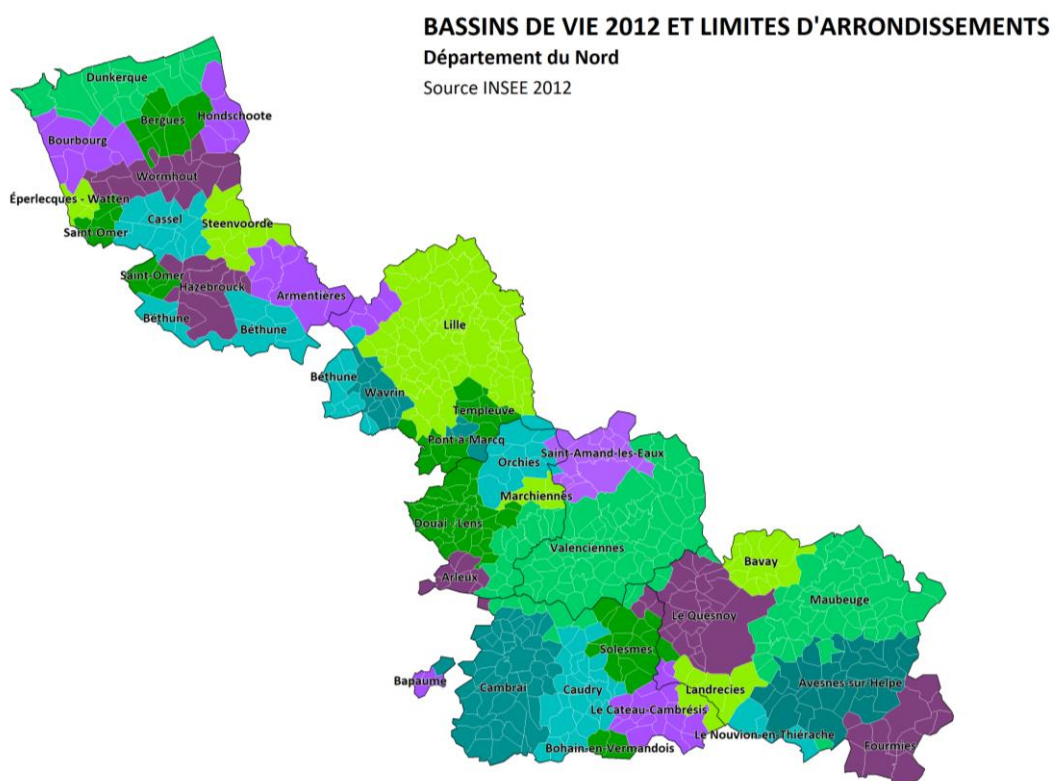 BASSINS DE VIE 2012 ET LIMITES D'ARRONDISSEMENTS
Département du Nord
Source INSEE 2012
Dunkerque
Hondschoote
Bergues
Bourbourg
Wormhout
Éperlecques - Watten
Cassel
Steenvoorde
Saint-Omer
Saint-Omer
Hazebrouck
Armentières
Béthune
Béthune
Lille
Béthune
Wavrin
Templeuve
Pont-à-Marcq
Saint-Amand-les-Eaux
Orchies
Marchiennes
Douai - Lens
Valenciennes
Bavay
Arleux
Maubeuge
Le Quesnoy
Solesmes
Bapaume
Cambrai
Caudry
Landrecies
Avesnes-sur-Helpe
Le Cateau-Cambrésis
Le Nouvion-en-Thiérache
Bohain-en-Vermandois
Fourmies